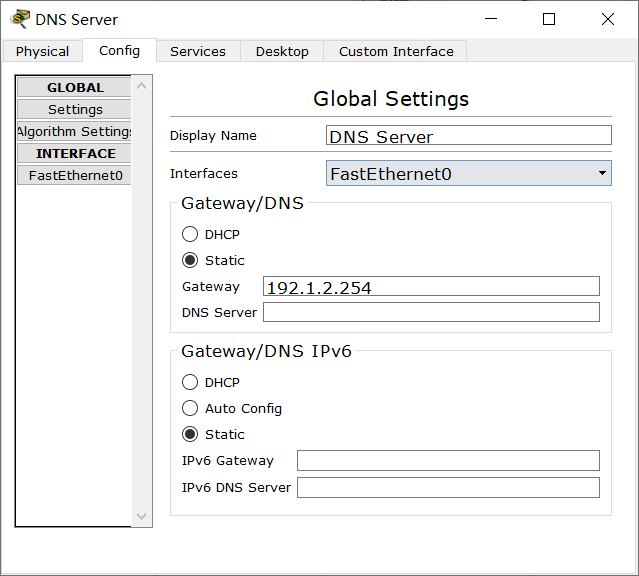 DNS Server
Physical Config Services Desktop Custom Interface
GLOBAL
Settings
Algorithm Settings
INTERFACE
FastEthernet0
Global Settings
Display Name DNS Server
Interfaces FastEthernet0
Gateway/DNS
DHCP
Static
Gateway 192.1.2.254
DNS Server
Gateway/DNS IPv6
DHCP
Auto Config
Static
IPv6 Gateway
IPv6 DNS Server